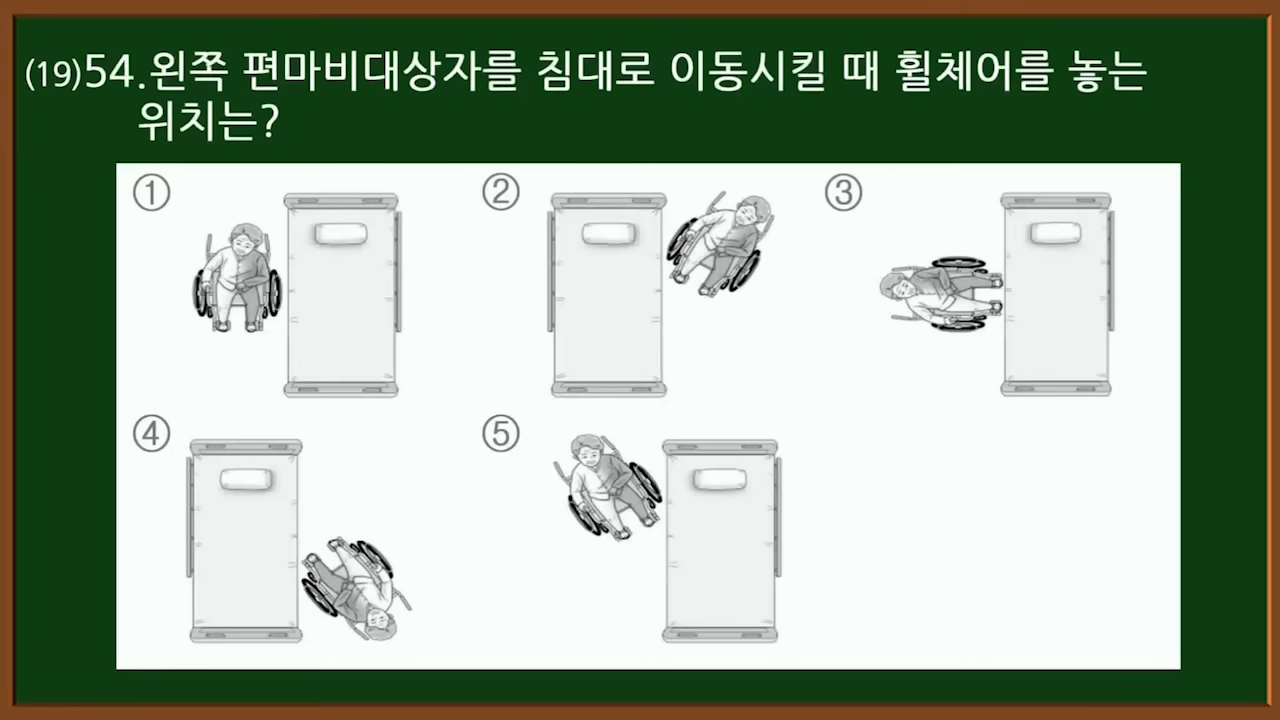 (19)54.왼쪽 편마비대상자를 침대로 이동시킬 때 휠체어를 놓는
위치는?
① ② ③
④ ⑤